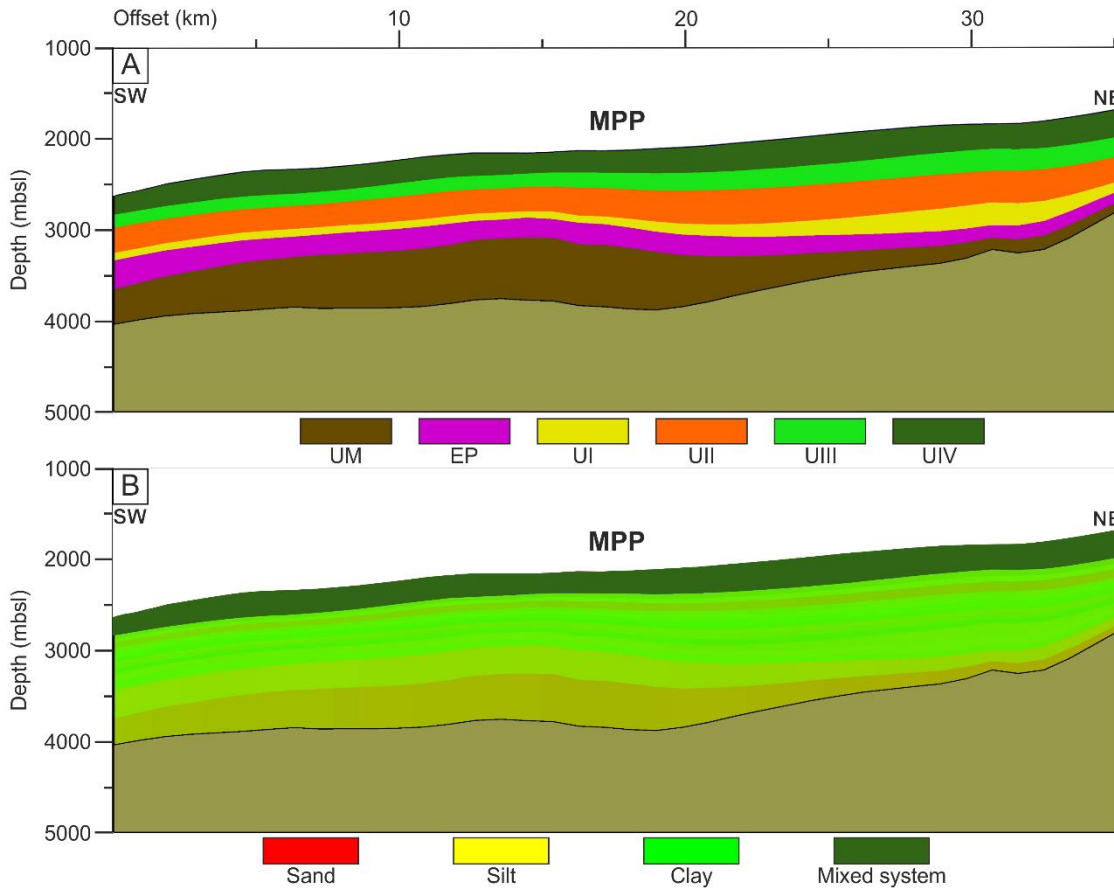 Offset (km) 10 20 30
1000
A
SW
NE
MPP
2000
3000
4000
5000
Depth (mbsl)
UM EP UI UII UIII UIV
1000
B
SW
NE
MPP
2000
3000
4000
5000
Depth (mbsl)
Sand Silt Clay Mixed system